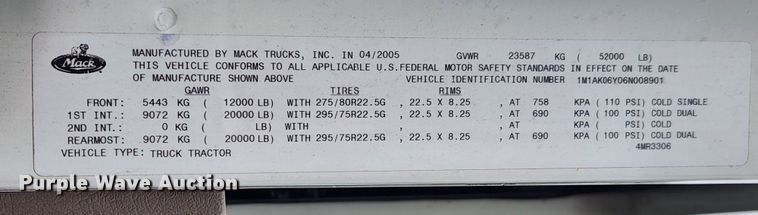 Mack
MANUFACTURED BY MACK TRUCKS, INC. IN 04/2005 GVWR 23587 KG ( 52000 LB)
THIS VEHICLE CONFORMS TO ALL APPLICABLE U.S.FEDERAL MOTOR SAFETY STANDARDS IN EFFECT ON THE DATE
OF MANUFACTURE SHOWN ABOVE VEHICLE IDENTIFICATION NUMBER 1M1AK06Y06N008901
GAWR TIRES RIMS
FRONT: 5443 KG ( 12000 LB) WITH 275/80R22.5G , 22.5 X 8.25 , AT 758 KPA ( 110 PSI) COLD SINGLE
1ST INT.: 9072 KG ( 20000 LB) WITH 295/75R22.5G , 22.5 X 8.25 , AT 690 KPA ( 100 PSI) COLD DUAL
2ND INT.: 0 KG ( LB) WITH , , AT KPA ( PSI) COLD
REARMOST: 9072 KG ( 20000 LB) WITH 295/75R22.5G , 22.5 X 8.25 , AT 690 KPA ( 100 PSI) COLD DUAL
VEHICLE TYPE: TRUCK TRACTOR 4MR3306
Purple Wave Auction